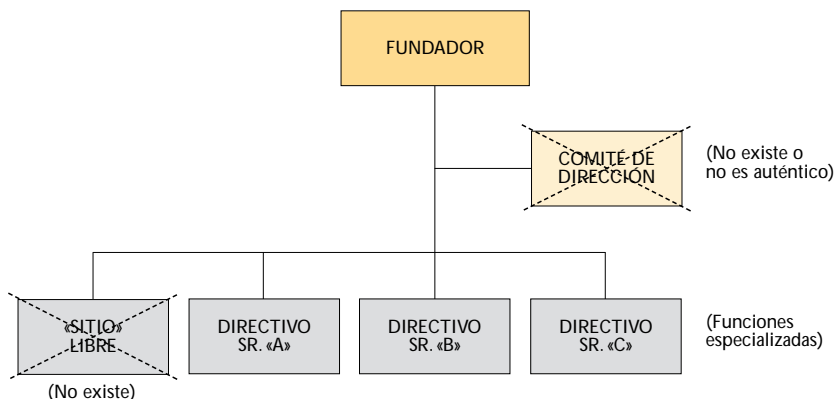 FUNDADOR
COMITÉ DE
DIRECCIÓN
(No existe o
no es auténtico)
«SITIO»
LIBRE
(No existe)
DIRECTIVO
SR. «A»
DIRECTIVO
SR. «B»
DIRECTIVO
SR. «C»
(Funciones
especializadas)